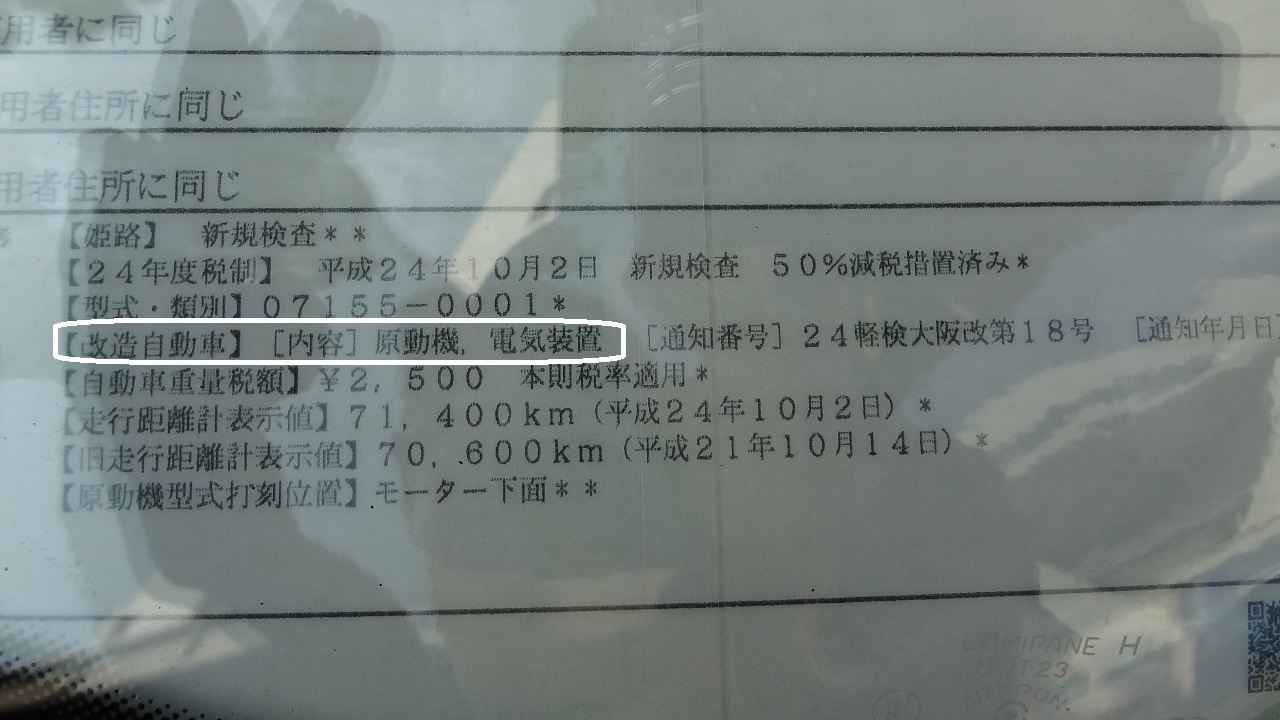 用者に同じ
用者住所に同じ
用者住所に同じ
考 【姫路】 新規検査＊＊
【２４年度税制】 平成２４年１０月２日 新規検査 ５０％減税措置済み＊
【型式・類別】０７１５５－０００１＊
【改造自動車】［内容］原動機，電気装置 ［通知番号］２４軽検大阪改第１８号 ［通知年月日］
【自動車重量税額】￥２，５００ 本則税率適用＊
【走行距離計表示値】７１，４００ｋｍ（平成２４年１０月２日）＊
【旧走行距離計表示値】７０，６００ｋｍ（平成２１年１０月１４日）＊
【原動機型式打刻位置】モーター下面＊＊
LAMIPANE H
NIPPON